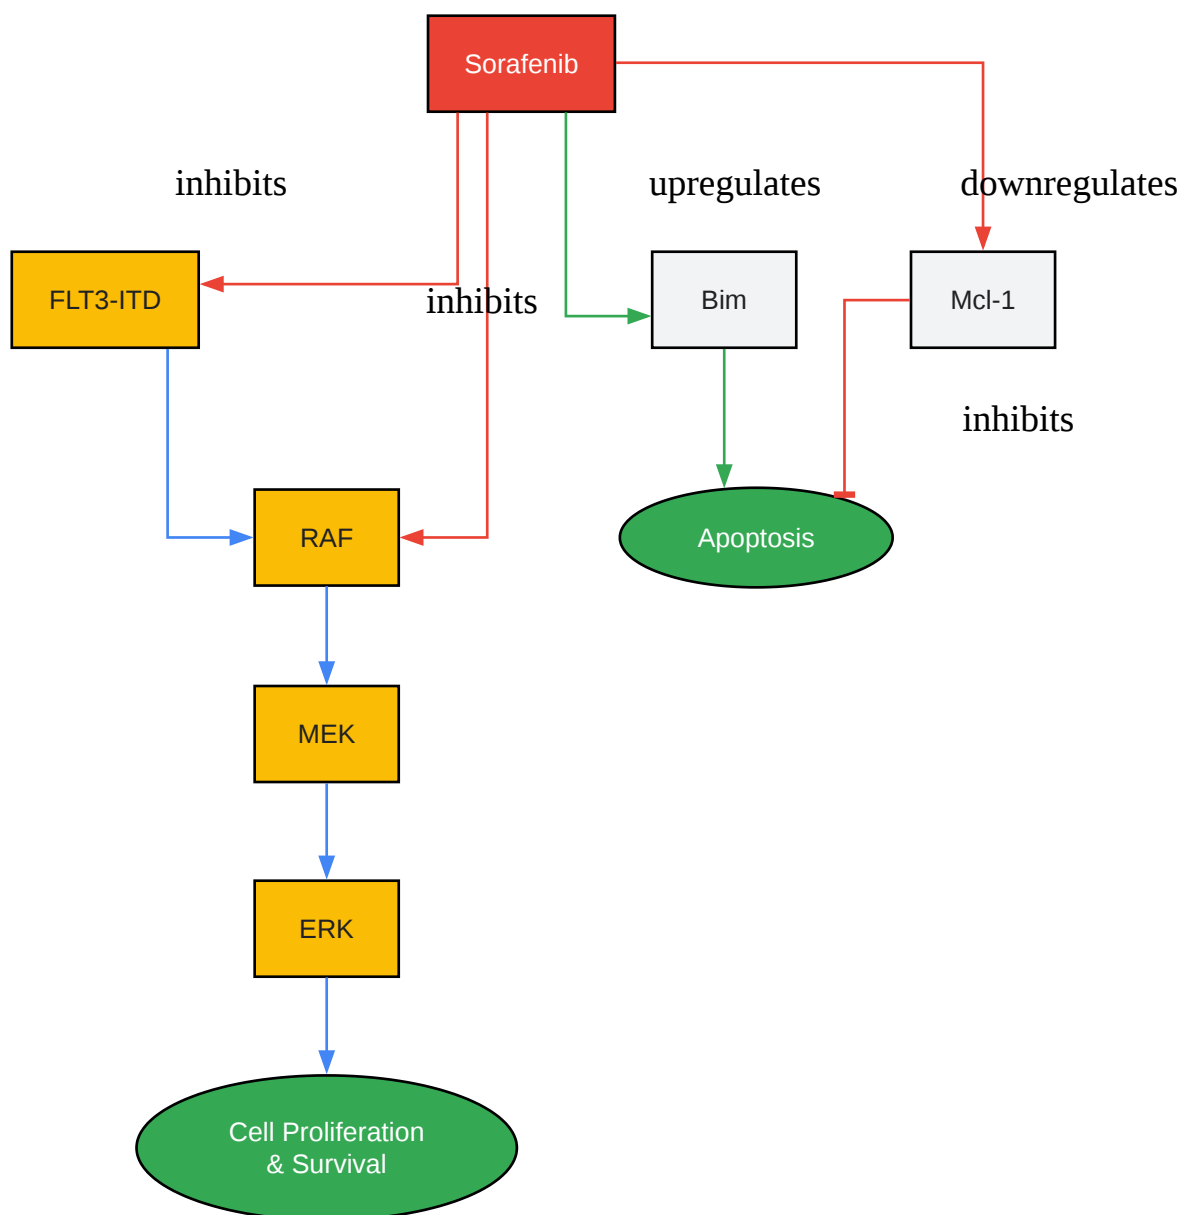 Sorafenib
inhibits
upregulates
downregulates
FLT3-ITD
inhibits
Bim
Mcl-1
inhibits
RAF
Apoptosis
MEK
ERK
Cell Proliferation
& Survival